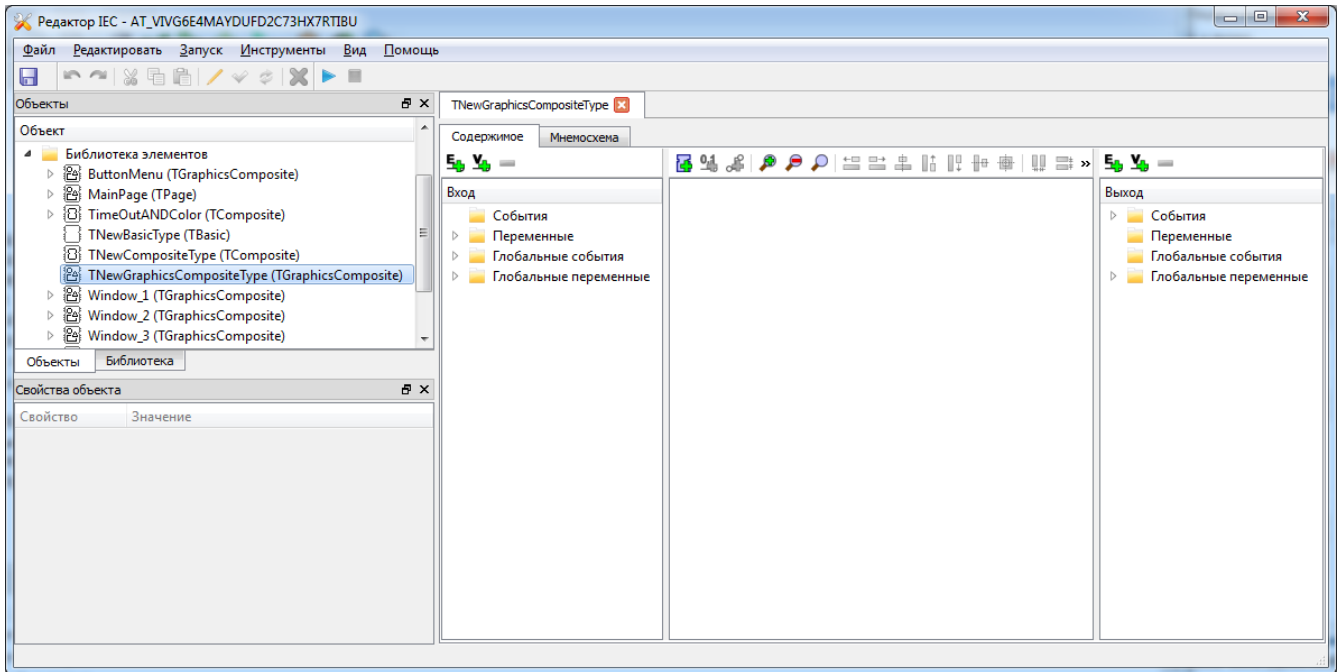 Редактор IEC - AT_VIVG6E4MAYDUFD2C73HX7RTIBU
Файл Редактировать Запуск Инструменты Вид Помощь
Объекты
Объект
Библиотека элементов
ButtonMenu (TGraphicsComposite)
MainPage (TPage)
TimeOutANDColor (TComposite)
TNewBasicType (TBasic)
TNewCompositeType (TComposite)
TNewGraphicsCompositeType (TGraphicsComposite)
Window_1 (TGraphicsComposite)
Window_2 (TGraphicsComposite)
Window_3 (TGraphicsComposite)
Объекты Библиотека
Свойства объекта
Свойство Значение
TNewGraphicsCompositeType
Содержимое Мнемосхема
Вход
События
Переменные
Глобальные события
Глобальные переменные
Выход
События
Переменные
Глобальные события
Глобальные переменные